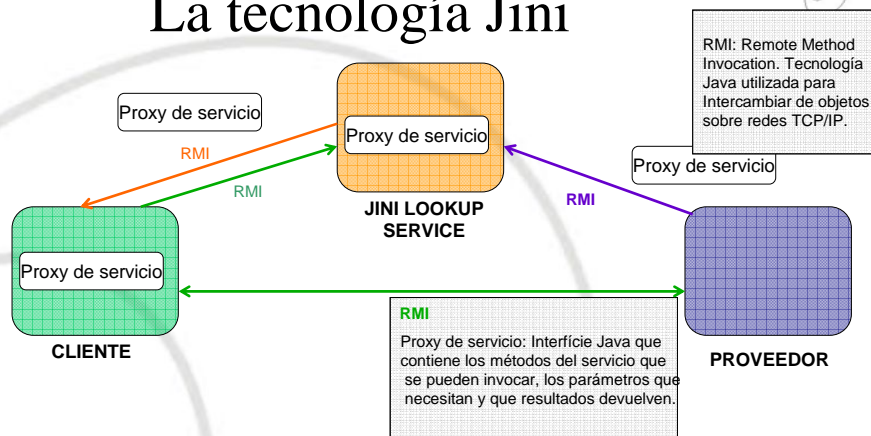 La tecnología Jini
RMI: Remote Method
Invocation. Tecnología
Java utilizada para
Intercambiar de objetos
sobre redes TCP/IP.
Proxy de servicio
Proxy de servicio
Proxy de servicio
RMI
RMI
RMI
JINI LOOKUP
SERVICE
Proxy de servicio
CLIENTE
RMI
Proxy de servicio: Interfície Java que
contiene los métodos del servicio que
se pueden invocar, los parámetros que
necesitan y que resultados devuelven.
PROVEEDOR